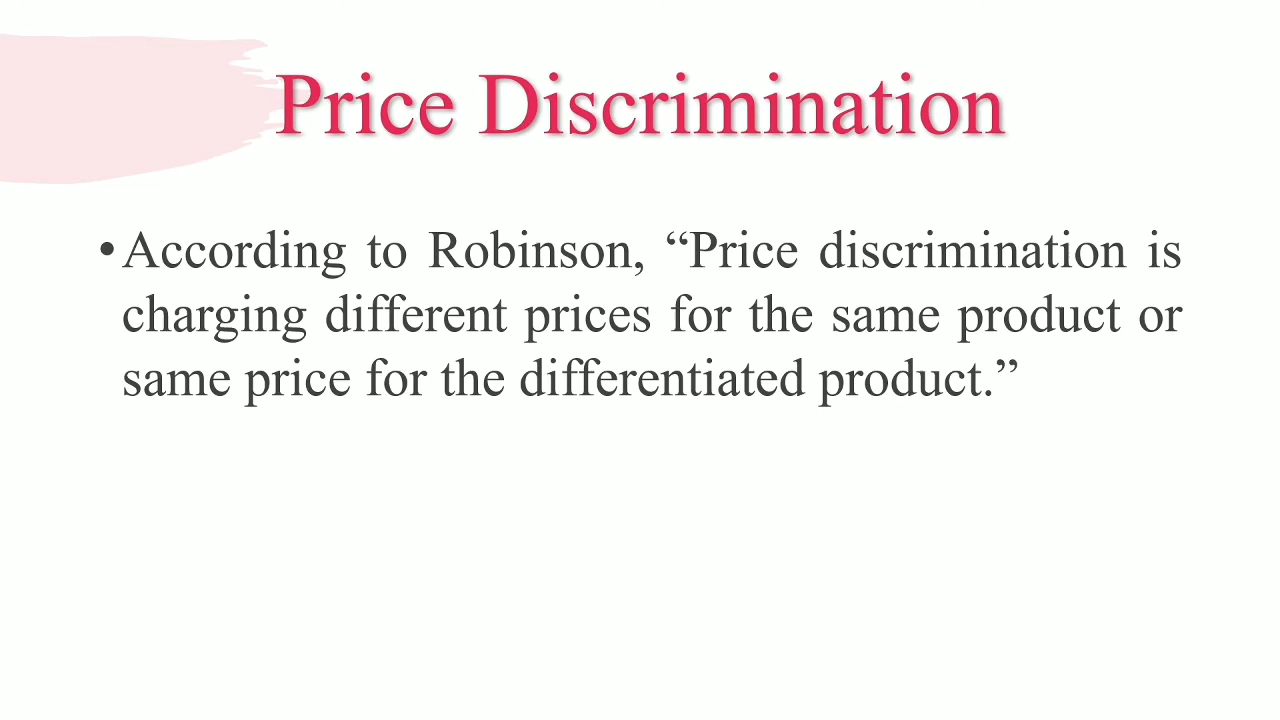 Price Discrimination
•According to Robinson, “Price discrimination is
charging different prices for the same product or
same price for the differentiated product.”